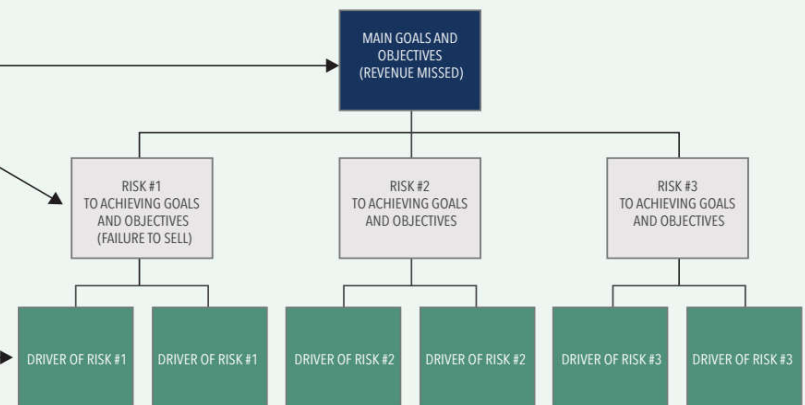 MAIN GOALS AND
OBJECTIVES
(REVENUE MISSED)
RISK #1
TO ACHIEVING GOALS
AND OBJECTIVES
(FAILURE TO SELL)
RISK #2
TO ACHIEVING GOALS
AND OBJECTIVES
RISK #3
TO ACHIEVING GOALS
AND OBJECTIVES
DRIVER OF RISK #1
DRIVER OF RISK #1
DRIVER OF RISK #2
DRIVER OF RISK #2
DRIVER OF RISK #3
DRIVER OF RISK #3